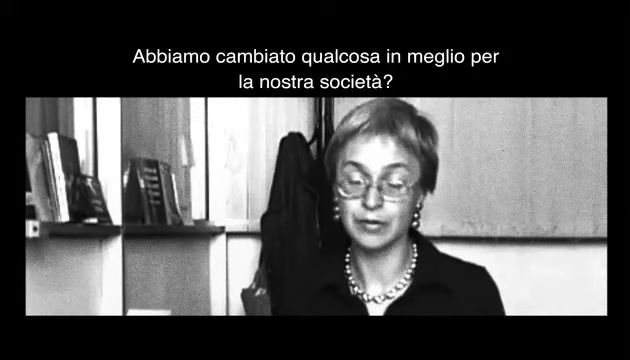 Abbiamo cambiato qualcosa in meglio per
la nostra società?